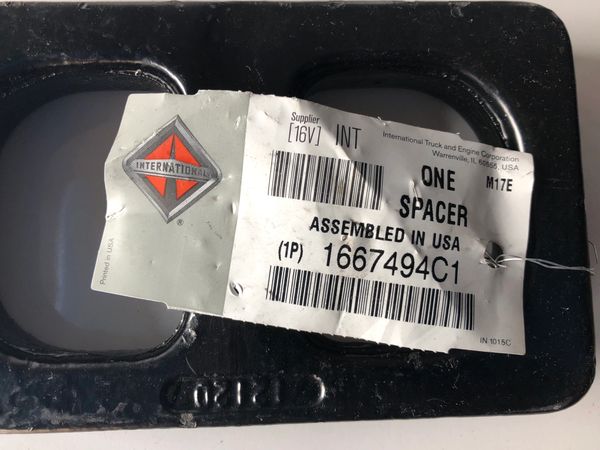 INTERNATIONAL
®
Printed in USA
Supplier
[16V] INT
International Truck and Engine Corporation
Warrenville, IL 60555, USA
ONE M17E
SPACER
ASSEMBLED IN USA
(1P) 1667494C1
IN 1015C